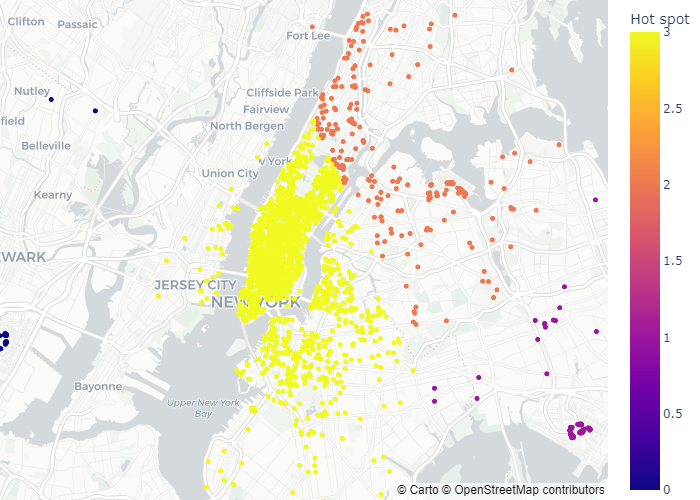 Hot spot
Clifton
Passaic
Fort Lee
Nutley
Cliffside Park
Fairview
North Bergen
field
Belleville
Union City
v York
Kearny
WARK
JERSEY CITY
NEW YORK
Bayonne
Upper New York
Bay
3
2.5
2
1.5
1
0.5
0
© Carto © OpenStreetMap contributors